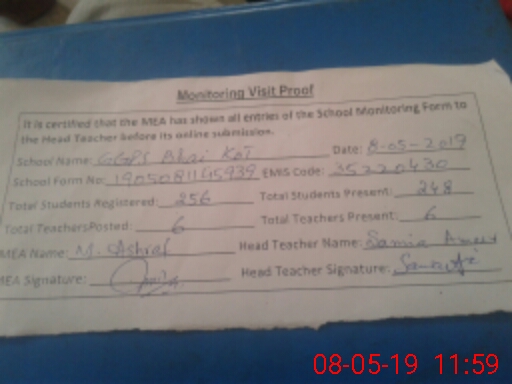 Monitoring Visit Proof
It is certified that the MEA has shown all entries of the School Monitoring Form to
the Head Teacher before its online submission.
School Name: GGPS Bhai Kot Date: 8-05-2019
School Form No: 1905081145939 EMIS Code: 35220430
Total Students Registered: 256 Total Students Present: 248
Total Teachers Posted: 6 Total Teachers Present: 6
MEA Name: M. Ashraf Head Teacher Name: Samia Ameer
MEA Signature: Head Teacher Signature:
08-05-19 11:59